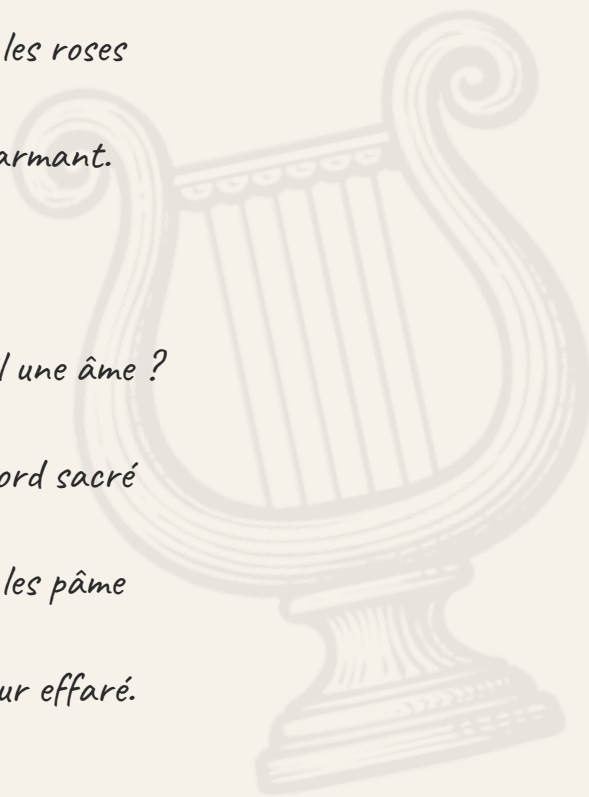 les roses
armant.
l une âme ?
ord sacré
les pâme
ur effaré.